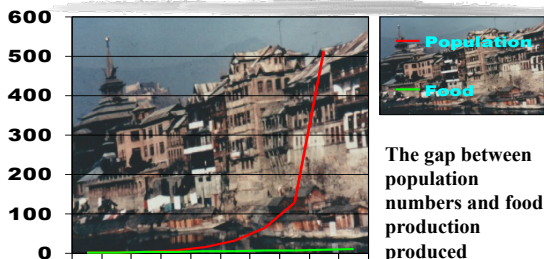 600
500
400
300
200
100
0
Population
Food
The gap between
population
numbers and food
production
produced